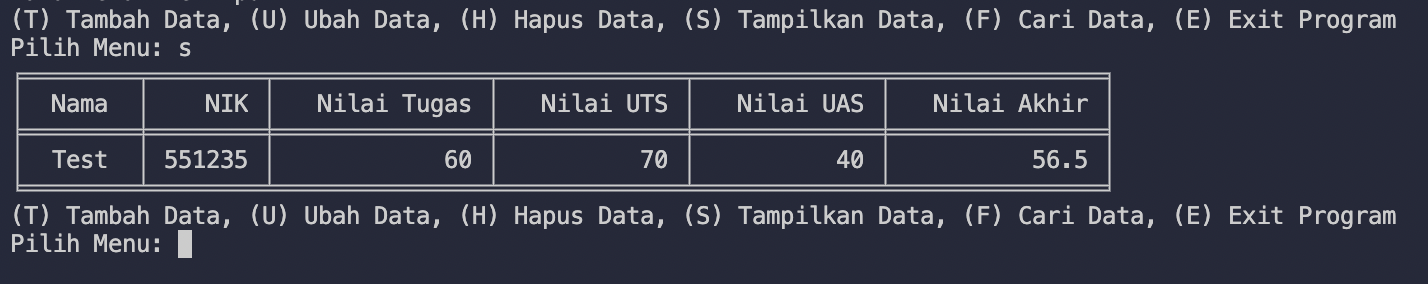 (T) Tambah Data, (U) Ubah Data, (H) Hapus Data, (S) Tampilkan Data, (F) Cari Data, (E) Exit Program
Pilih Menu: s
Nama NIK Nilai Tugas Nilai UTS Nilai UAS Nilai Akhir
Test 551235 60 70 40 56.5
(T) Tambah Data, (U) Ubah Data, (H) Hapus Data, (S) Tampilkan Data, (F) Cari Data, (E) Exit Program
Pilih Menu: